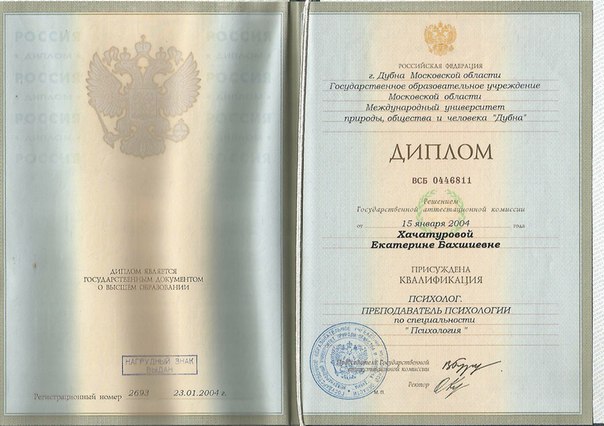 ДИПЛОМ ЯВЛЯЕТСЯ
ГОСУДАРСТВЕННЫМ ДОКУМЕНТОМ
О ВЫСШЕМ ОБРАЗОВАНИИ
НАГРУДНЫЙ ЗНАК
ВЫДАН
Регистрационный номер 2693 23.01.2004 г.
РОССИЙСКАЯ ФЕДЕРАЦИЯ
г. Дубна Московской области
Государственное образовательное учреждение
Московской области
Международный университет
природы, общества и человека "Дубна"
ДИПЛОМ
ВСБ 0446811
Решением
Государственной аттестационной комиссии
от 15 января 2004 года
Хачатуровой
Екатерине Бахшиевне
ПРИСУЖДЕНА
КВАЛИФИКАЦИЯ
ПСИХОЛОГ.
ПРЕПОДАВАТЕЛЬ ПСИХОЛОГИИ
по специальности
"Психология"
Председатель Государственной
аттестационной комиссии
Ректор
М.П.